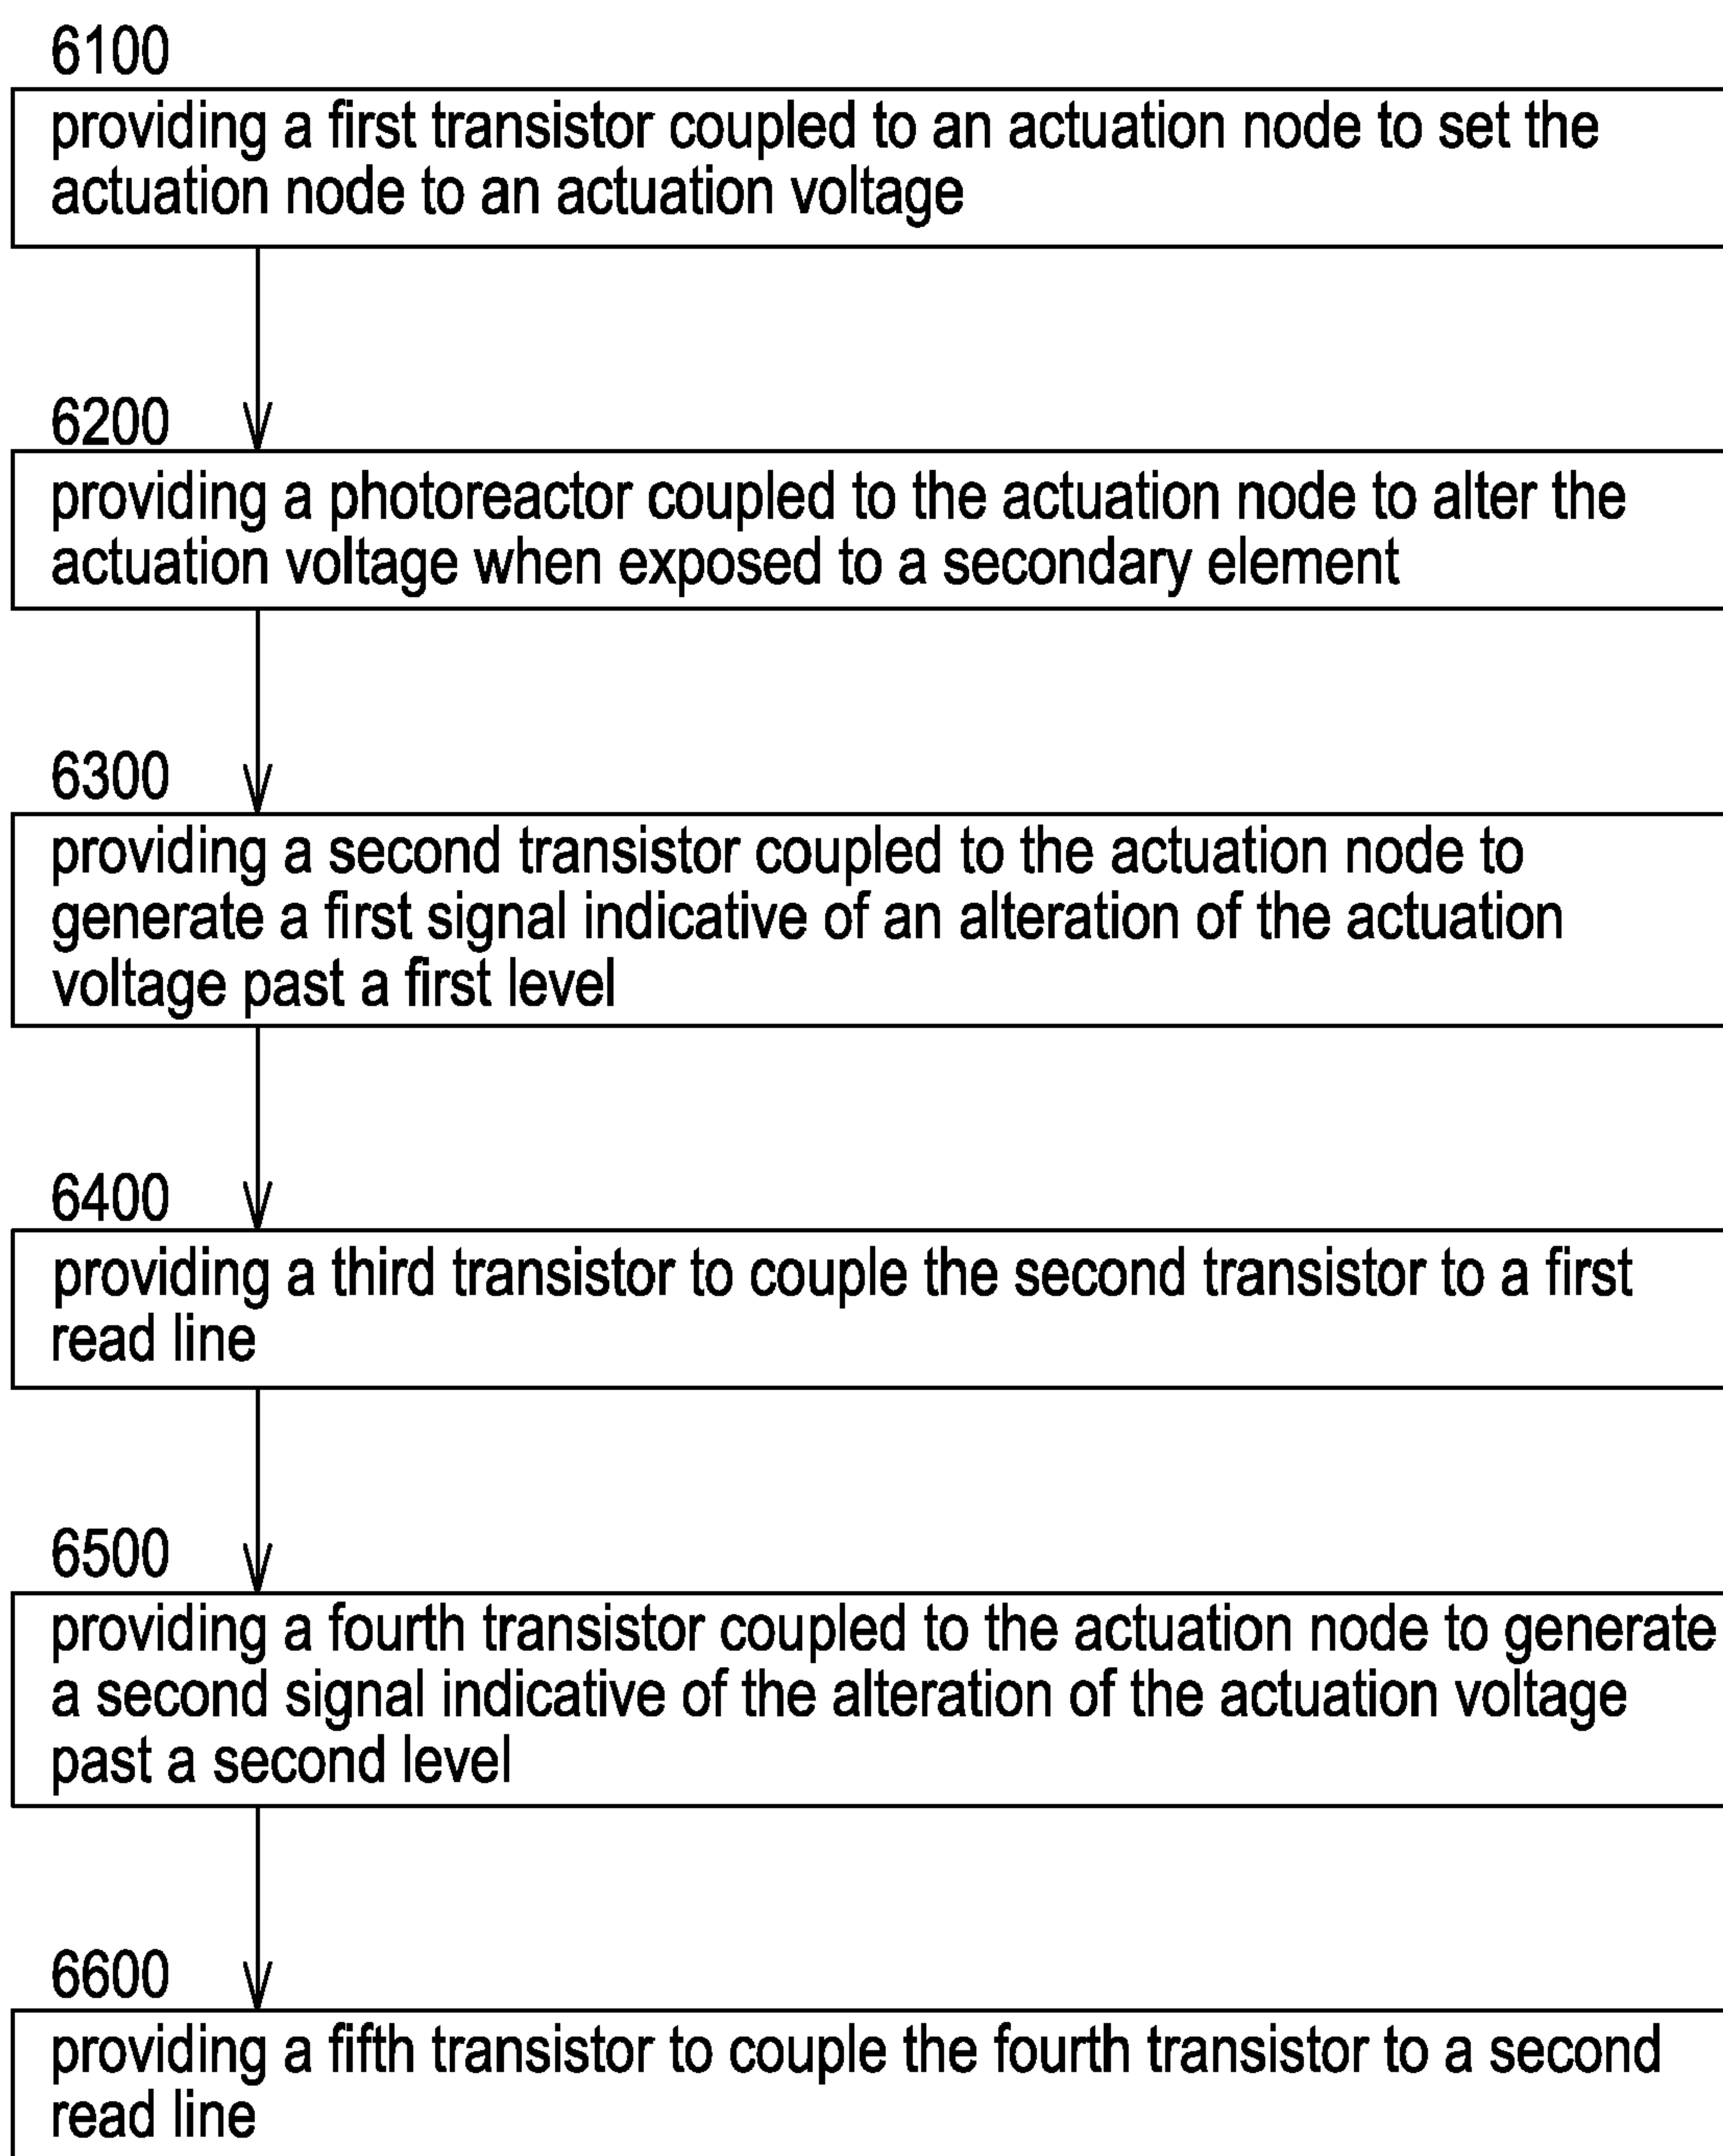 6100
providing a first transistor coupled to an actuation node to set the
actuation node to an actuation voltage
6200
providing a photoreactor coupled to the actuation node to alter the
actuation voltage when exposed to a secondary element
6300
providing a second transistor coupled to the actuation node to
generate a first signal indicative of an alteration of the actuation
voltage past a first level
6400
providing a third transistor to couple the second transistor to a first
read line
6500
providing a fourth transistor coupled to the actuation node to generate
a second signal indicative of the alteration of the actuation voltage
past a second level
6600
providing a fifth transistor to couple the fourth transistor to a second
read line